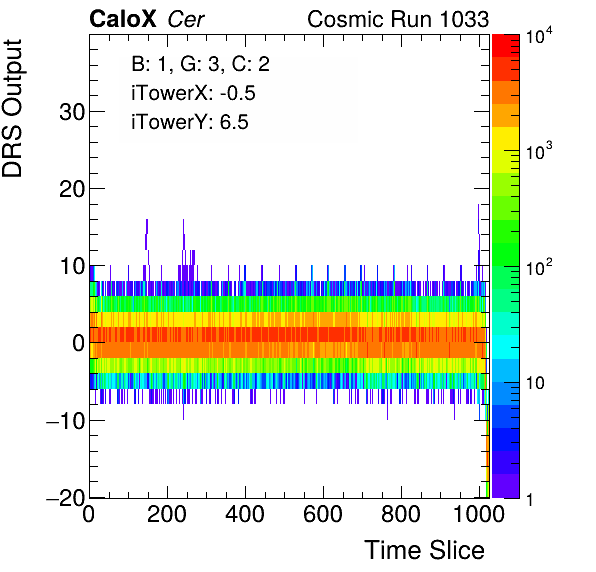 CaloX Cer Cosmic Run 1033
B: 1, G: 3, C: 2
iTowerX: -0.5
iTowerY: 6.5
DRS Output
30
20
10
0
−10
−20
0 200 400 600 800 1000
Time Slice
10^4
10^3
10^2
10
1